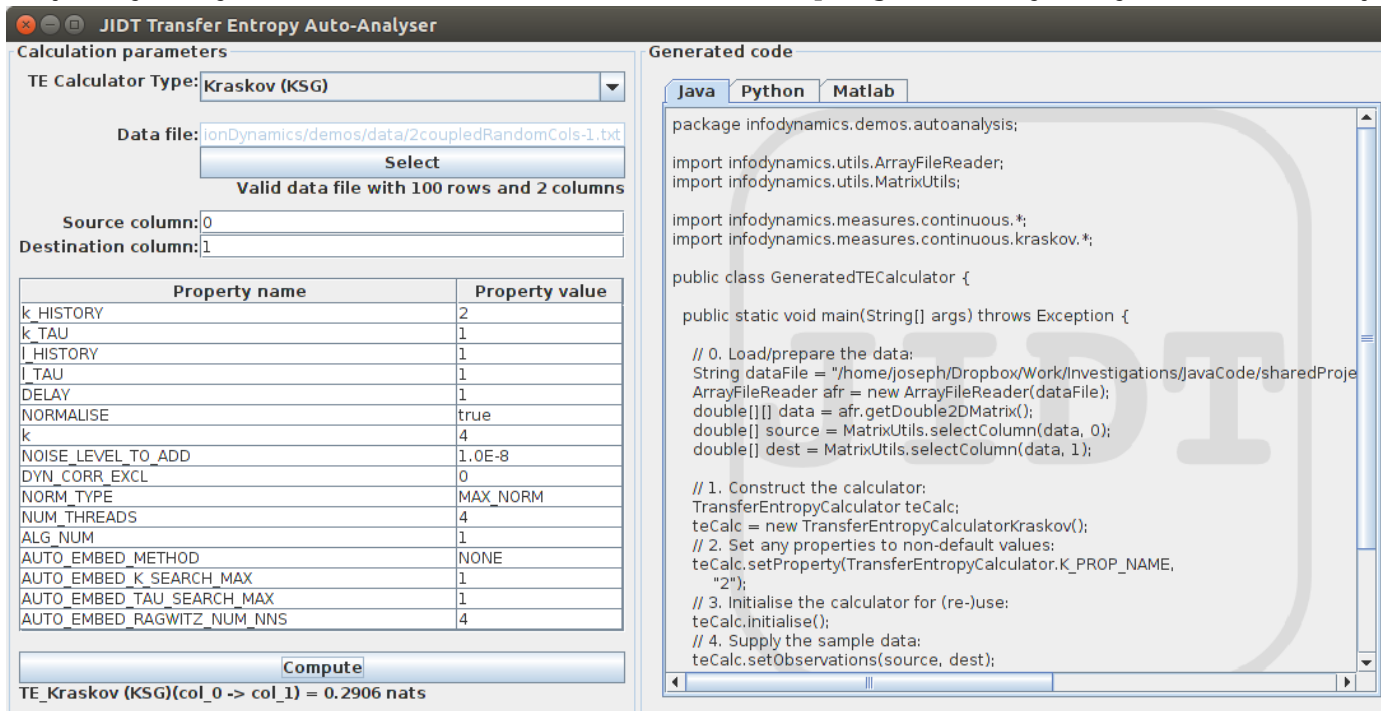 JIDT Transfer Entropy Auto-Analyser
Calculation parameters
TE Calculator Type: Kraskov (KSG)
Data file: ionDynamics/demos/data/2coupledRandomCols-1.txt
Select
Valid data file with 100 rows and 2 columns
Source column: 0
Destination column: 1
Property name Property value
k_HISTORY 2
k_TAU 1
l_HISTORY 1
l_TAU 1
DELAY 1
NORMALISE true
k 4
NOISE_LEVEL_TO_ADD 1.0E-8
DYN_CORR_EXCL 0
NORM_TYPE MAX_NORM
NUM_THREADS 4
ALG_NUM 1
AUTO_EMBED_METHOD NONE
AUTO_EMBED_K_SEARCH_MAX 1
AUTO_EMBED_TAU_SEARCH_MAX 1
AUTO_EMBED_RAGWITZ_NUM_NNS 4
Compute
TE_Kraskov (KSG)(col_0 -> col_1) = 0.2906 nats
Generated code
Java Python Matlab
package infodynamics.demos.autoanalysis;
import infodynamics.utils.ArrayFileReader;
import infodynamics.utils.MatrixUtils;
import infodynamics.measures.continuous.*;
import infodynamics.measures.continuous.kraskov.*;
public class GeneratedTECalculator {
public static void main(String[] args) throws Exception {
// 0. Load/prepare the data:
String dataFile = "/home/joseph/Dropbox/Work/Investigations/JavaCode/sharedProje
ArrayFileReader afr = new ArrayFileReader(dataFile);
double[][] data = afr.getDouble2DMatrix();
double[] source = MatrixUtils.selectColumn(data, 0);
double[] dest = MatrixUtils.selectColumn(data, 1);
// 1. Construct the calculator:
TransferEntropyCalculator teCalc;
teCalc = new TransferEntropyCalculatorKraskov();
// 2. Set any properties to non-default values:
teCalc.setProperty(TransferEntropyCalculator.K_PROP_NAME,
"2");
// 3. Initialise the calculator for (re-)use:
teCalc.initialise();
// 4. Supply the sample data:
teCalc.setObservations(source, dest);
JIDT